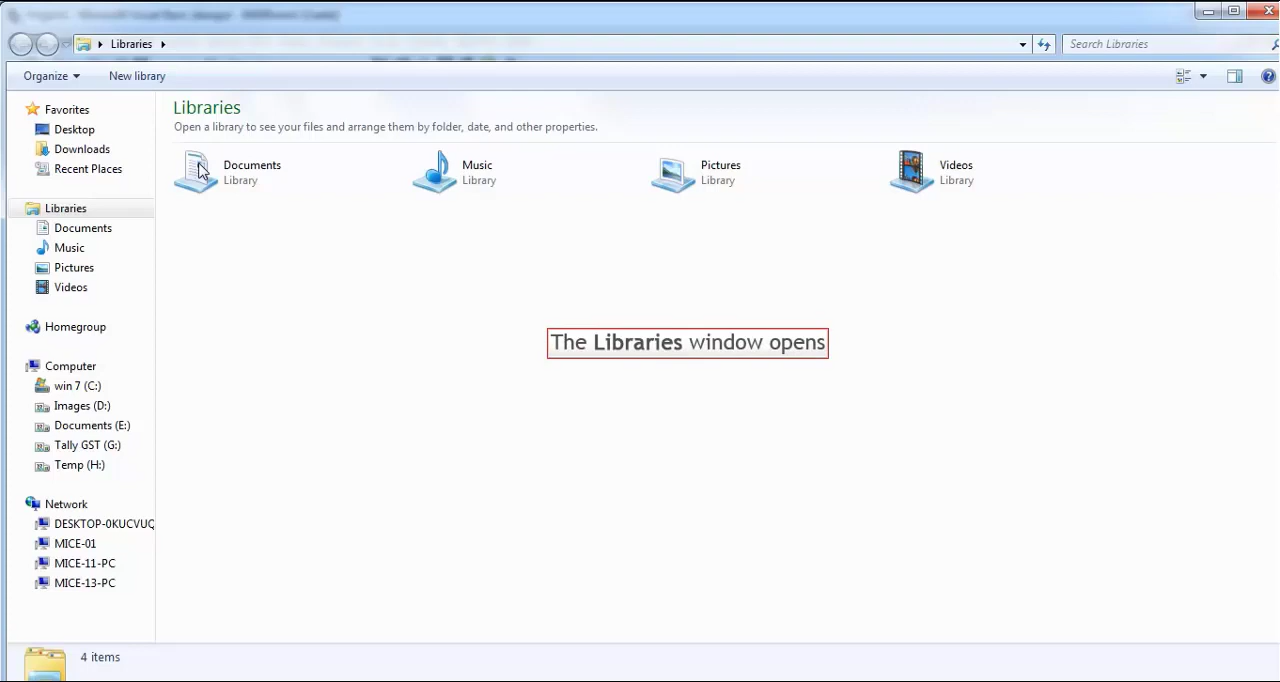 Libraries
Search Libraries
Organize
New library
Favorites
Desktop
Downloads
Recent Places
Libraries
Documents
Music
Pictures
Videos
Homegroup
Computer
win 7 (C:)
Images (D:)
Documents (E:)
Tally GST (G:)
Temp (H:)
Network
DESKTOP-0KUCVUQ
MICE-01
MICE-11-PC
MICE-13-PC
Libraries
Open a library to see your files and arrange them by folder, date, and other properties.
Documents
Library
Music
Library
Pictures
Library
Videos
Library
The Libraries window opens
4 items